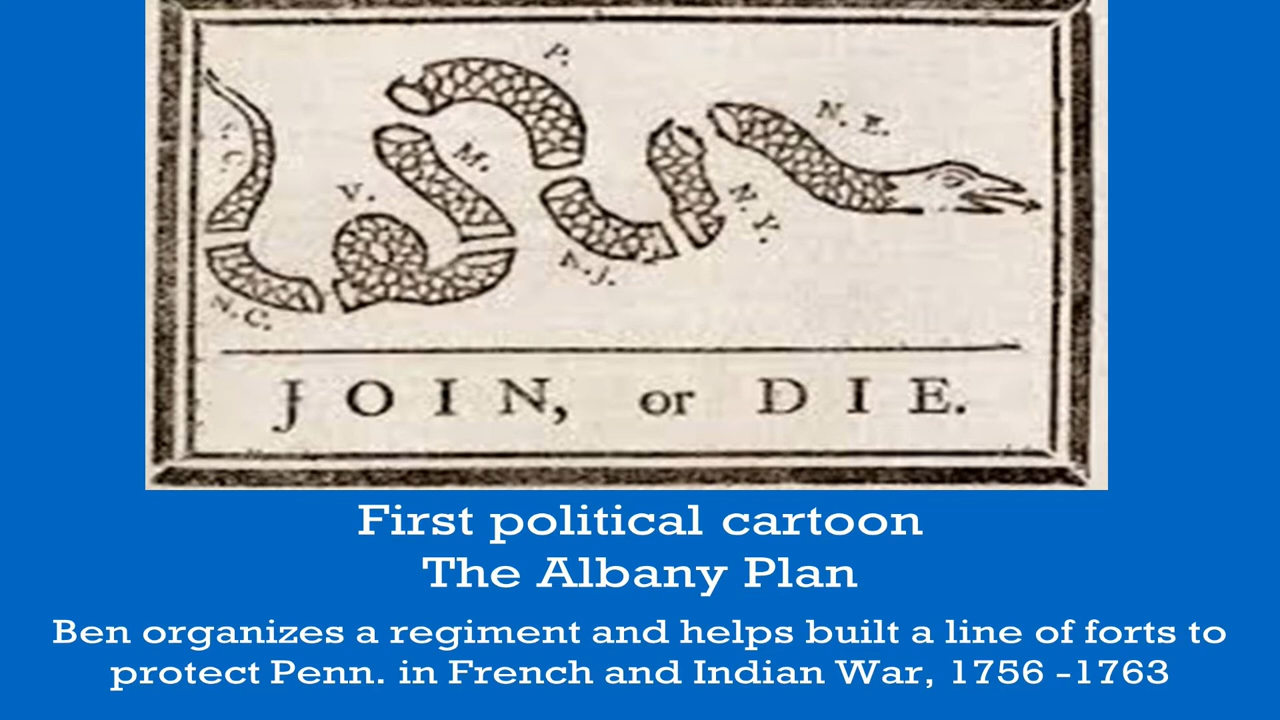 P.
N. E.
S. C.
M.
V.
N. Y.
N. J.
N. C.
JOIN, or DIE.
First political cartoon
The Albany Plan
Ben organizes a regiment and helps built a line of forts to
protect Penn. in French and Indian War, 1756 -1763